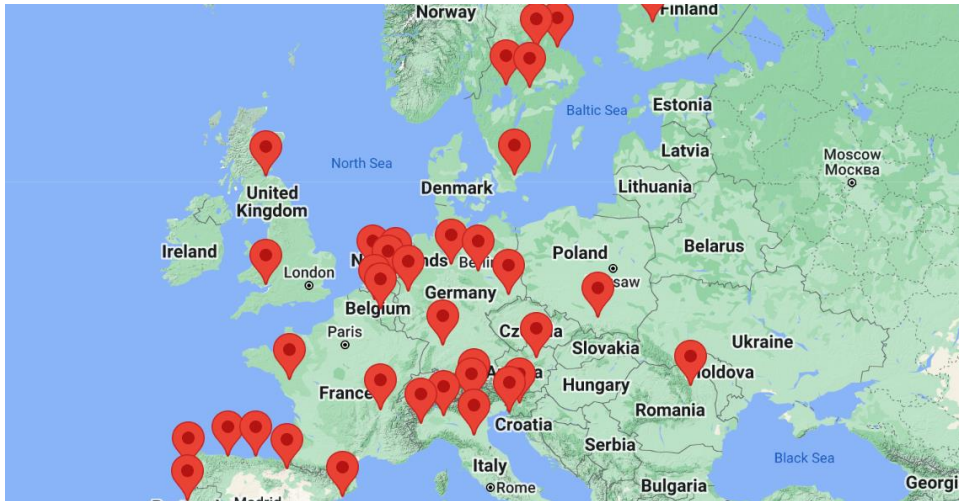 Norway
Finland
Baltic Sea
Estonia
North Sea
Latvia
Moscow
Москва
Denmark
Lithuania
United
Kingdom
Ireland
Belarus
Poland
London
Germany
Belgium
Paris
Ukraine
Slovakia
France
Hungary
Romania
Croatia
Serbia
Italy
Black Sea
Rome
Bulgaria